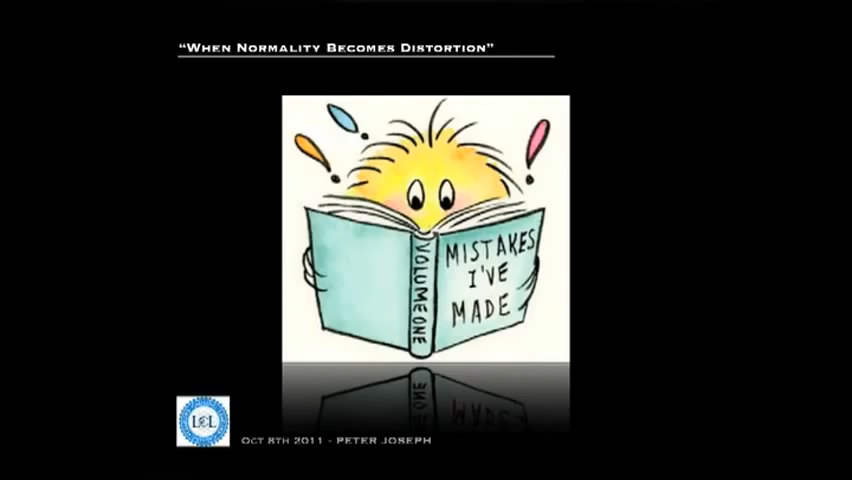 “When Normality Becomes Distortion”
VOLUME ONE
MISTAKES
I'VE
MADE
Oct 8th 2011 - PETER JOSEPH